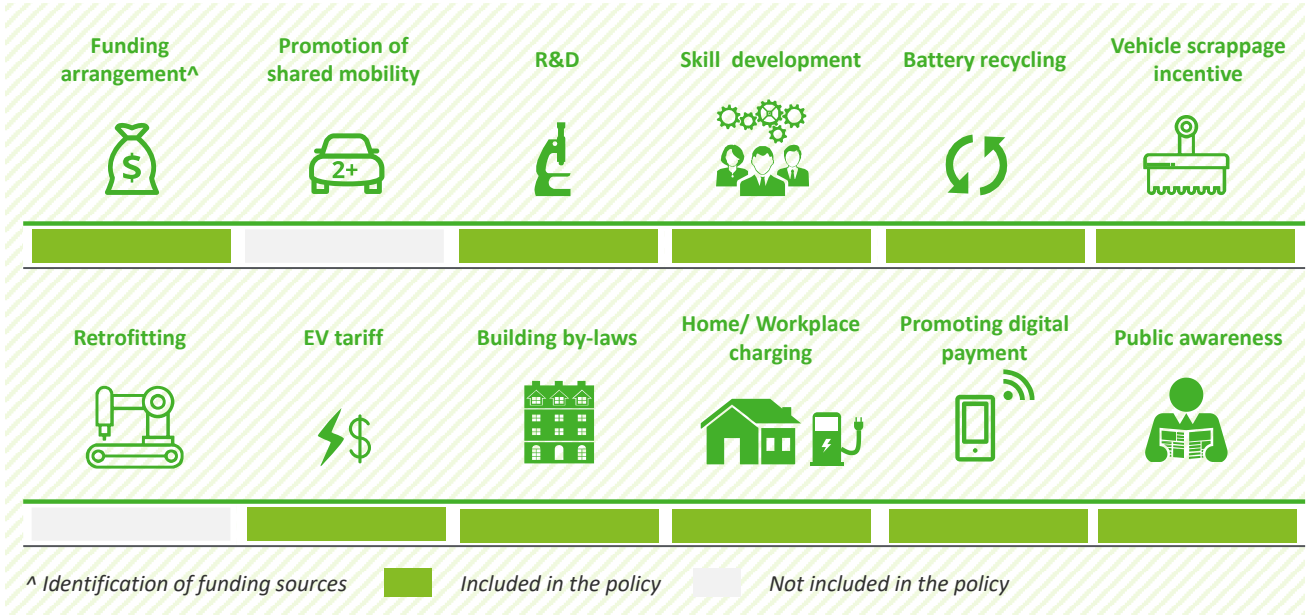 Funding
arrangement^
Promotion of
shared mobility
R&D
Skill development
Battery recycling
Vehicle scrappage
incentive
$
2+
Retrofitting
EV tariff
Building by-laws
Home/ Workplace
charging
Promoting digital
payment
Public awareness
$
^ Identification of funding sources
Included in the policy
Not included in the policy